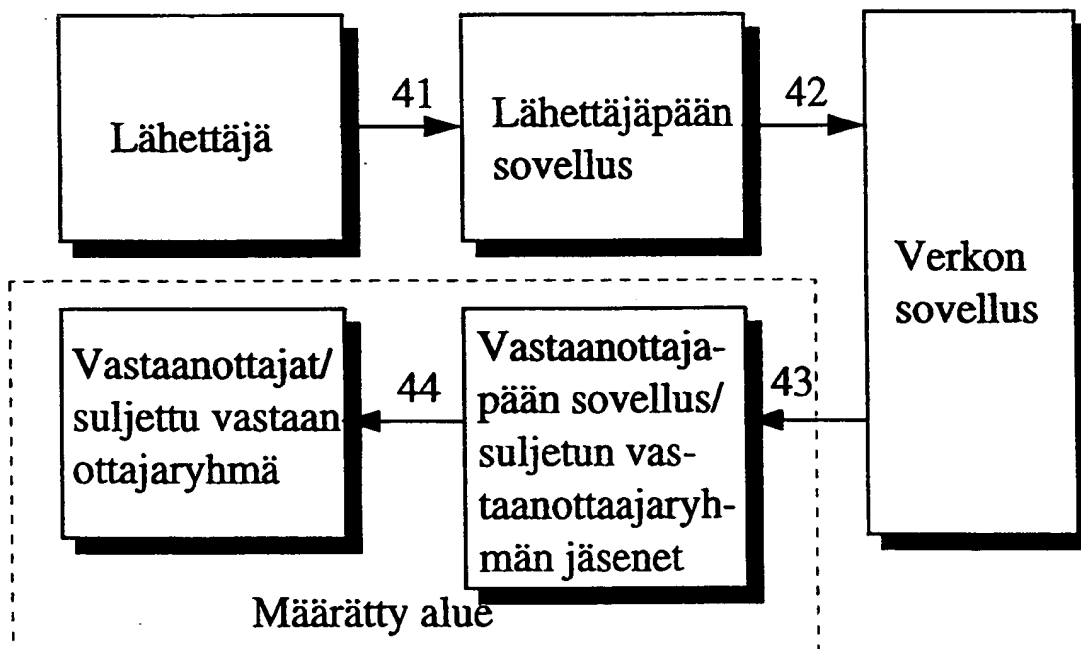 Lähettäjä
41
Lähettäjäpään
sovellus
42
Verkon
sovellus
43
Vastaanottaja-
pään sovellus/
suljetun vas-
taanottaajaryh-
män jäsenet
44
Vastaanottajat/
suljettu vastaan
ottajaryhmä
Määrätty alue